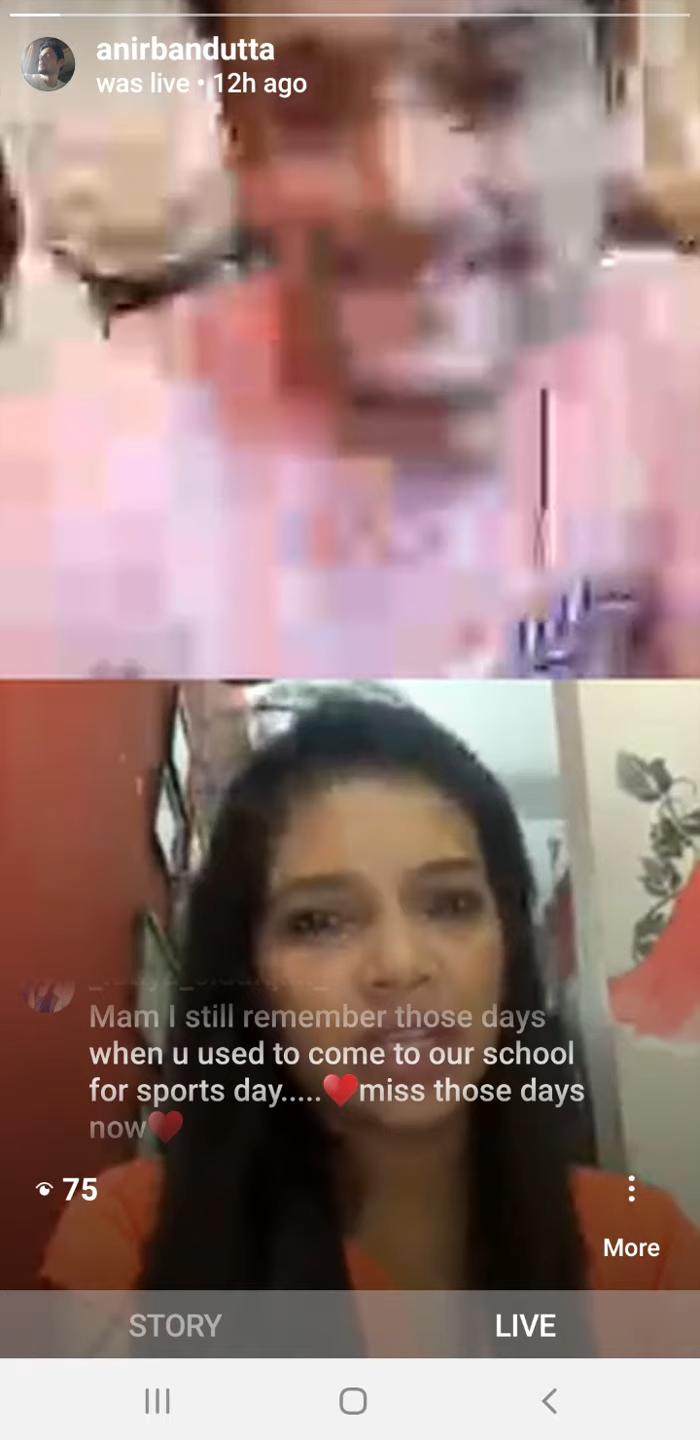 anirbandutta
was live • 12h ago
Mam I still remember those days
when u used to come to our school
for sports day.....❤️miss those days
now❤️
75
More
STORY
LIVE